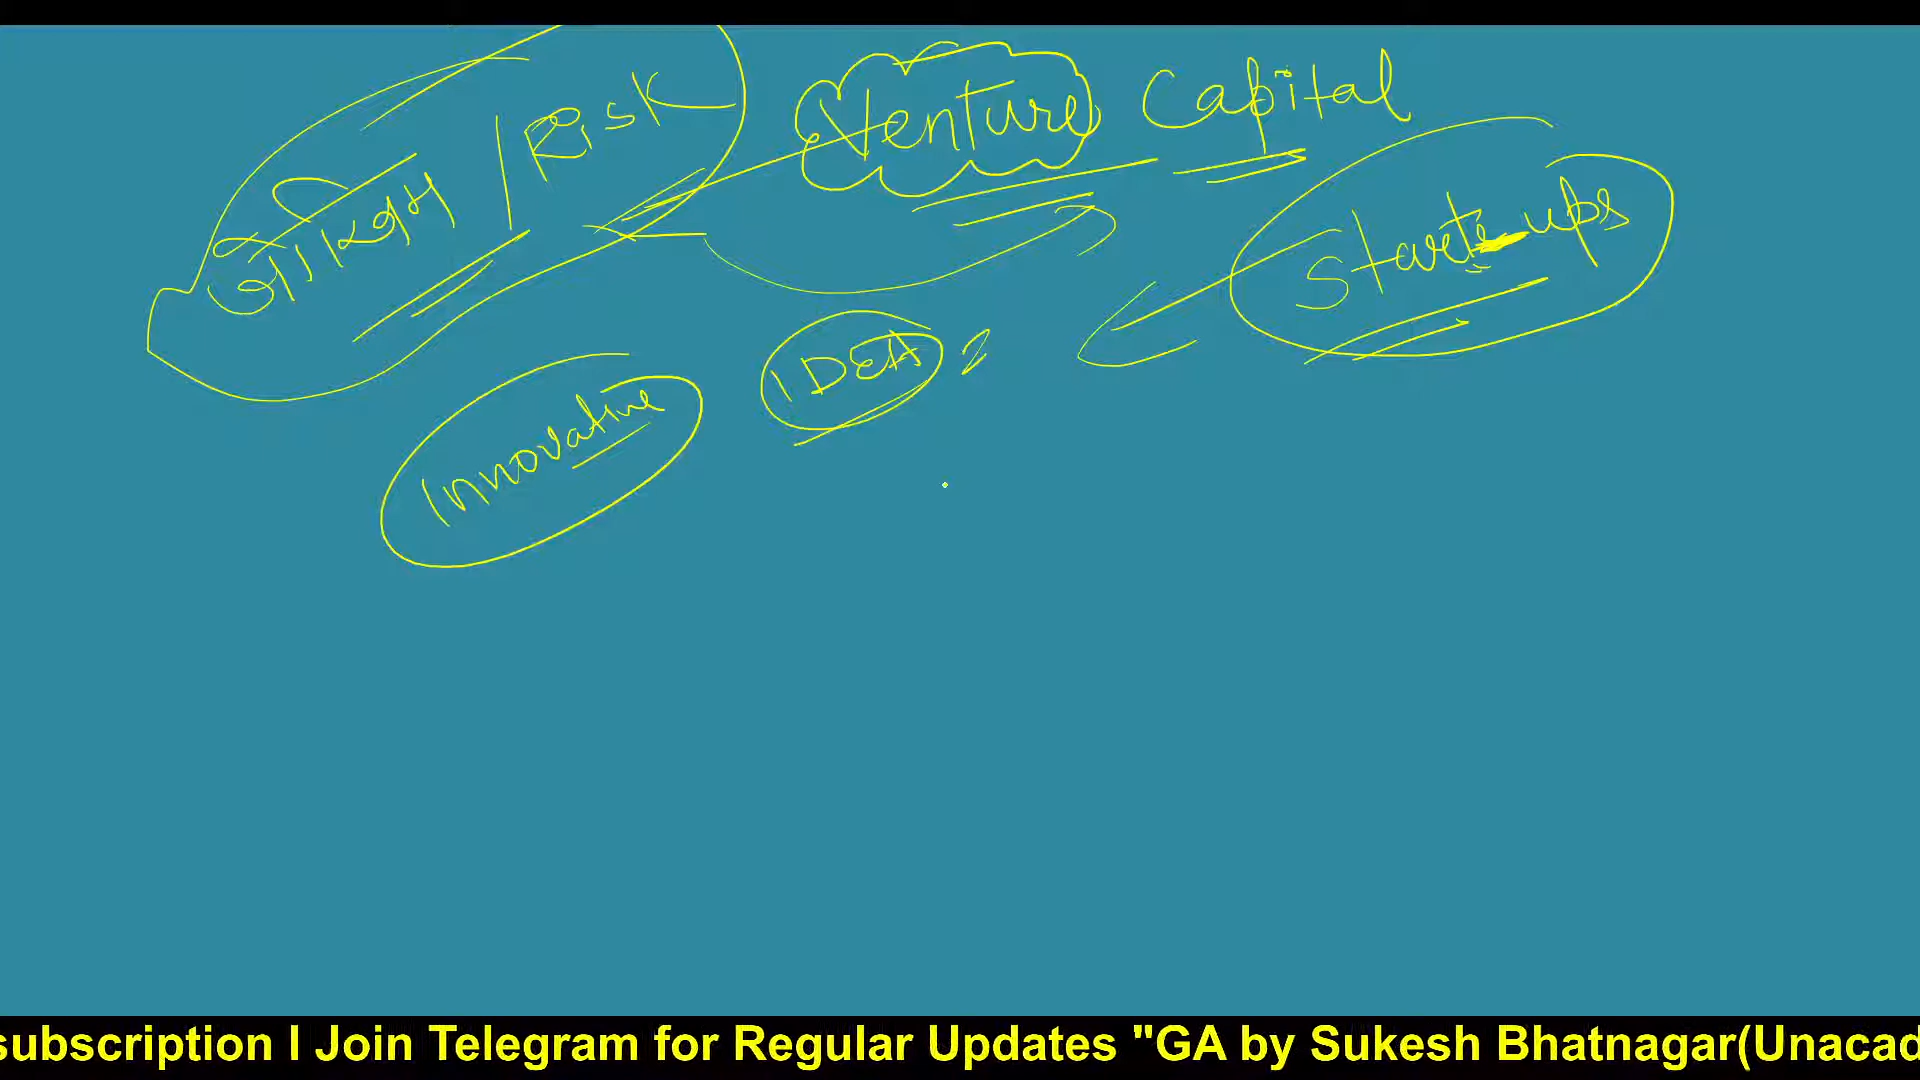 Venture Capital
जोखिम / Risk
Start-ups
IDEA
Innovative
subscription I Join Telegram for Regular Updates "GA by Sukesh Bhatnagar(Unacad